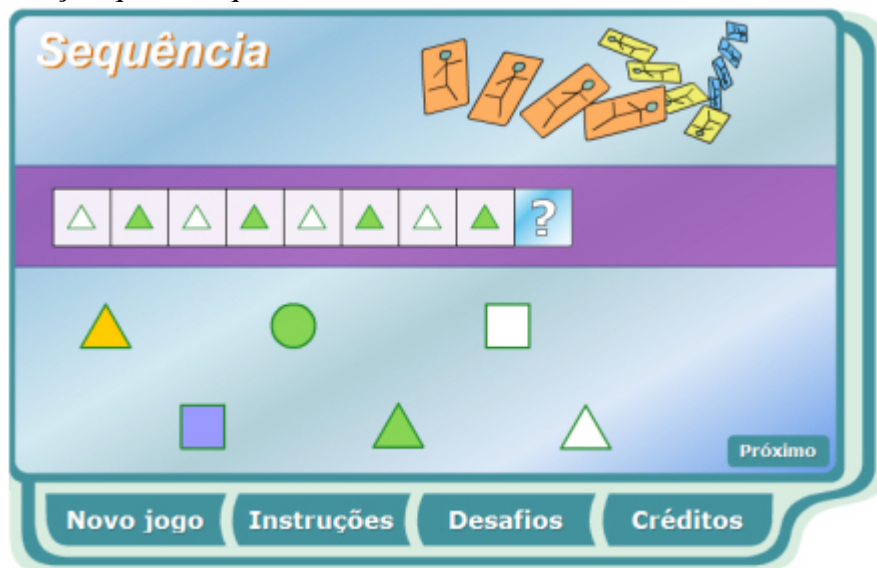 Sequência
?
Próximo
Novo jogo
Instruções
Desafios
Créditos